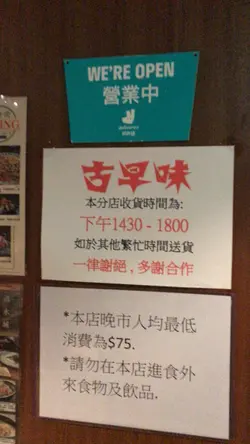 WE'RE OPEN
營業中
deliveroo
戶戶送
古早味
本分店收貨時間為:
下午1430 - 1800
如於其他繁忙時間送貨
一律謝絕,多謝合作
*本店晚市人均最低
消費為$75.
*請勿在本店進食外
來食物及飲品.